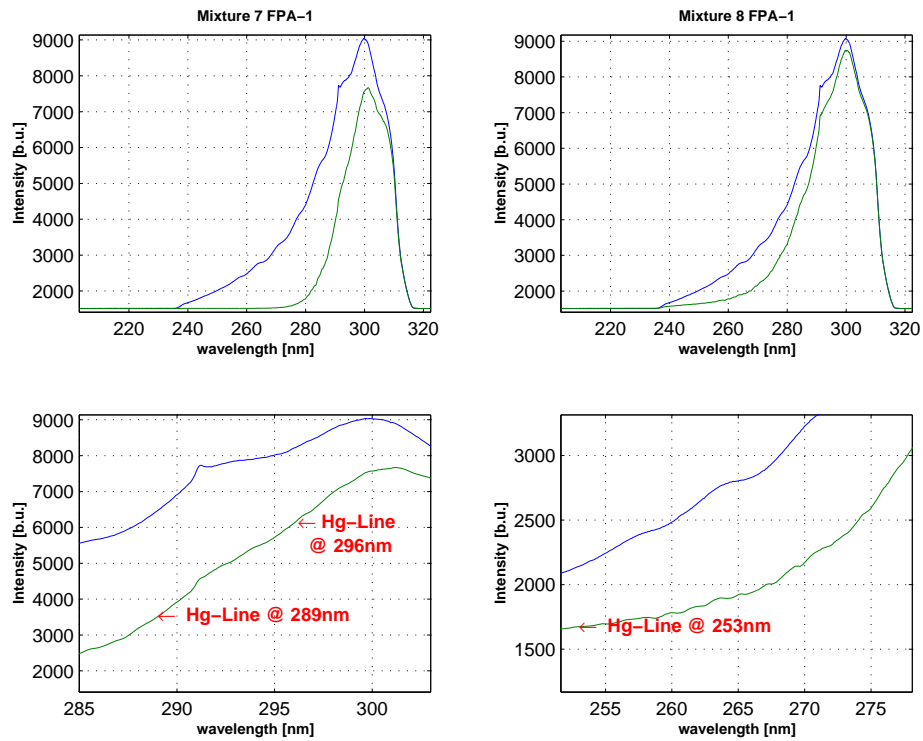 Mixture 7 FPA−1
9000
8000
7000
6000
5000
4000
3000
2000
Intensity [b.u.]
220 240 260 280 300 320
wavelength [nm]
Mixture 8 FPA−1
9000
8000
7000
6000
5000
4000
3000
2000
Intensity [b.u.]
220 240 260 280 300 320
wavelength [nm]
9000
8000
7000
6000
5000
4000
3000
2000
Intensity [b.u.]
← Hg−Line
@ 296nm
← Hg−Line @ 289nm
285 290 295 300
wavelength [nm]
3000
2500
2000
1500
Intensity [b.u.]
← Hg−Line @ 253nm
255 260 265 270 275
wavelength [nm]